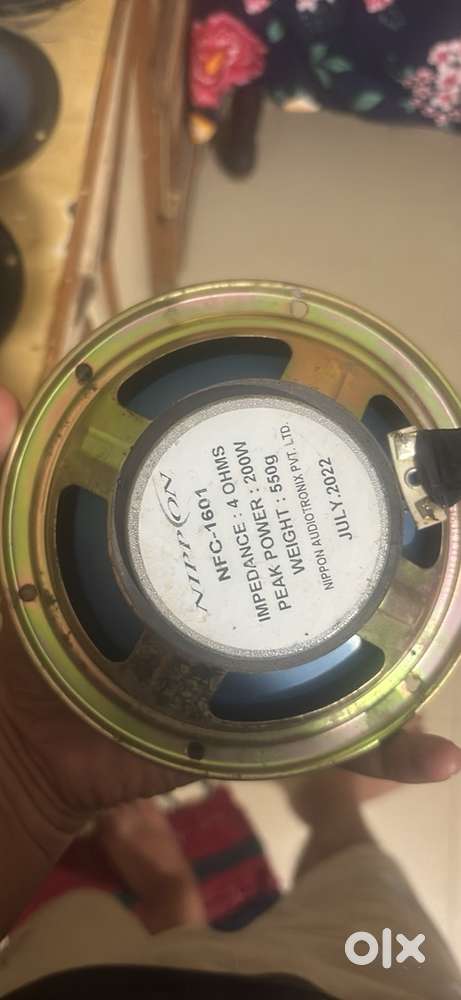 NIPPON
NFC-1601
IMPEDANCE : 4 OHMS
PEAK POWER : 200W
WEIGHT : 550g
NIPPON AUDIOTRONIX PVT. LTD.
JULY.2022
olx